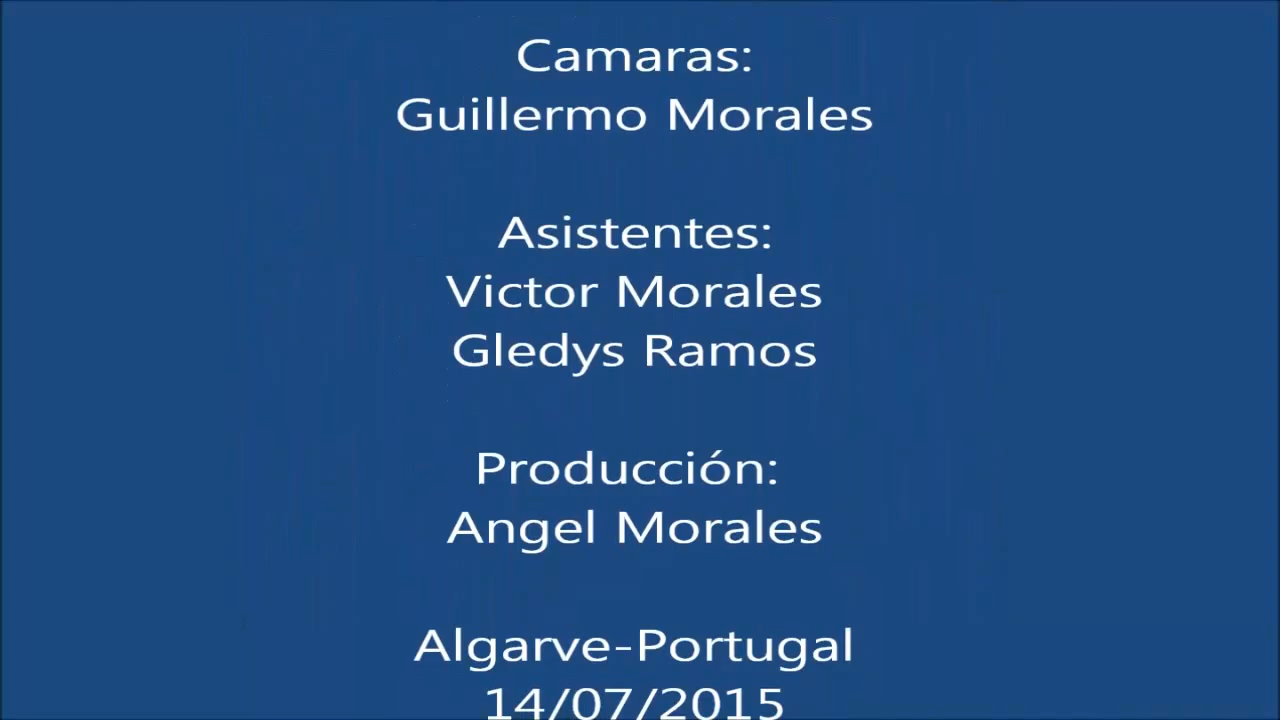 Camaras:
Guillermo Morales
Asistentes:
Victor Morales
Gledys Ramos
Producción:
Angel Morales
Algarve-Portugal
14/07/2015